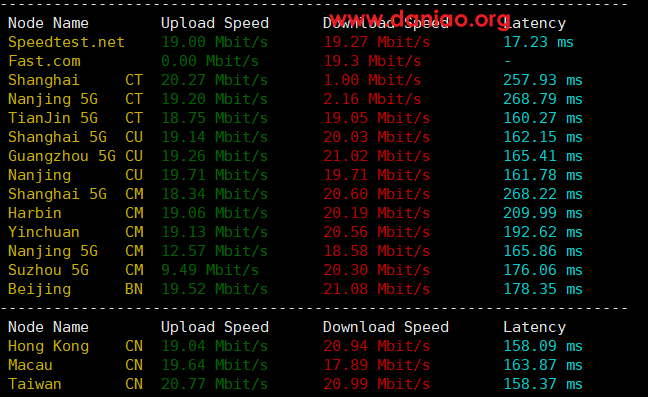 ------------------------------------------------------------
www.daniao.org
Node Name Upload Speed Download Speed Latency
Speedtest.net 19.00 Mbit/s 19.27 Mbit/s 17.23 ms
Fast.com 0.00 Mbit/s 19.3 Mbit/s -
Shanghai CT 20.27 Mbit/s 1.00 Mbit/s 257.93 ms
Nanjing 5G CT 19.20 Mbit/s 2.16 Mbit/s 268.79 ms
TianJin 5G CT 18.75 Mbit/s 19.05 Mbit/s 160.27 ms
Shanghai 5G CU 19.14 Mbit/s 20.03 Mbit/s 162.15 ms
Guangzhou 5G CU 19.26 Mbit/s 21.02 Mbit/s 165.41 ms
Nanjing CU 19.71 Mbit/s 19.71 Mbit/s 161.78 ms
Shanghai 5G CM 18.34 Mbit/s 20.60 Mbit/s 268.22 ms
Harbin CM 19.06 Mbit/s 20.19 Mbit/s 209.99 ms
Yinchuan CM 19.13 Mbit/s 20.56 Mbit/s 192.62 ms
Nanjing 5G CM 12.57 Mbit/s 18.58 Mbit/s 165.86 ms
Suzhou 5G CM 9.49 Mbit/s 20.30 Mbit/s 176.06 ms
Beijing BN 19.52 Mbit/s 21.08 Mbit/s 178.35 ms
------------------------------------------------------------
Node Name Upload Speed Download Speed Latency
Hong Kong CN 19.04 Mbit/s 20.94 Mbit/s 158.09 ms
Macau CN 19.64 Mbit/s 17.89 Mbit/s 163.87 ms
Taiwan CN 20.77 Mbit/s 20.99 Mbit/s 158.37 ms